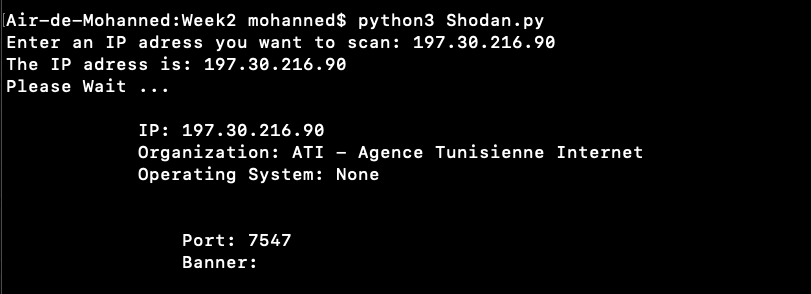 Air-de-Mohanned:Week2 mohanned$ python3 Shodan.py
Enter an IP adress you want to scan: 197.30.216.90
The IP adress is: 197.30.216.90
Please Wait ...
IP: 197.30.216.90
Organization: ATI - Agence Tunisienne Internet
Operating System: None
Port: 7547
Banner: